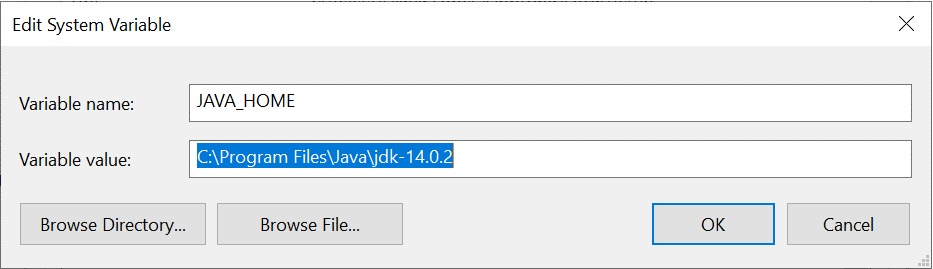 Edit System Variable
Variable name:
JAVA_HOME
Variable value:
C:\Program Files\Java\jdk-14.0.2
Browse Directory...
Browse File...
OK
Cancel